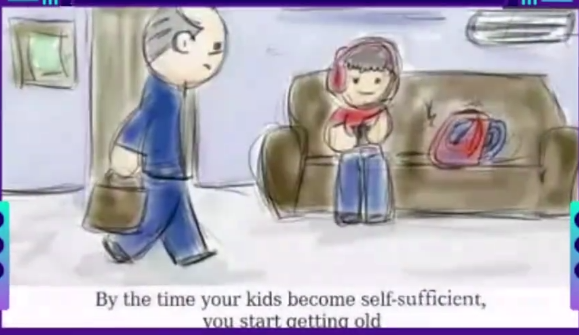 By the time your kids become self-sufficient,
you start getting old